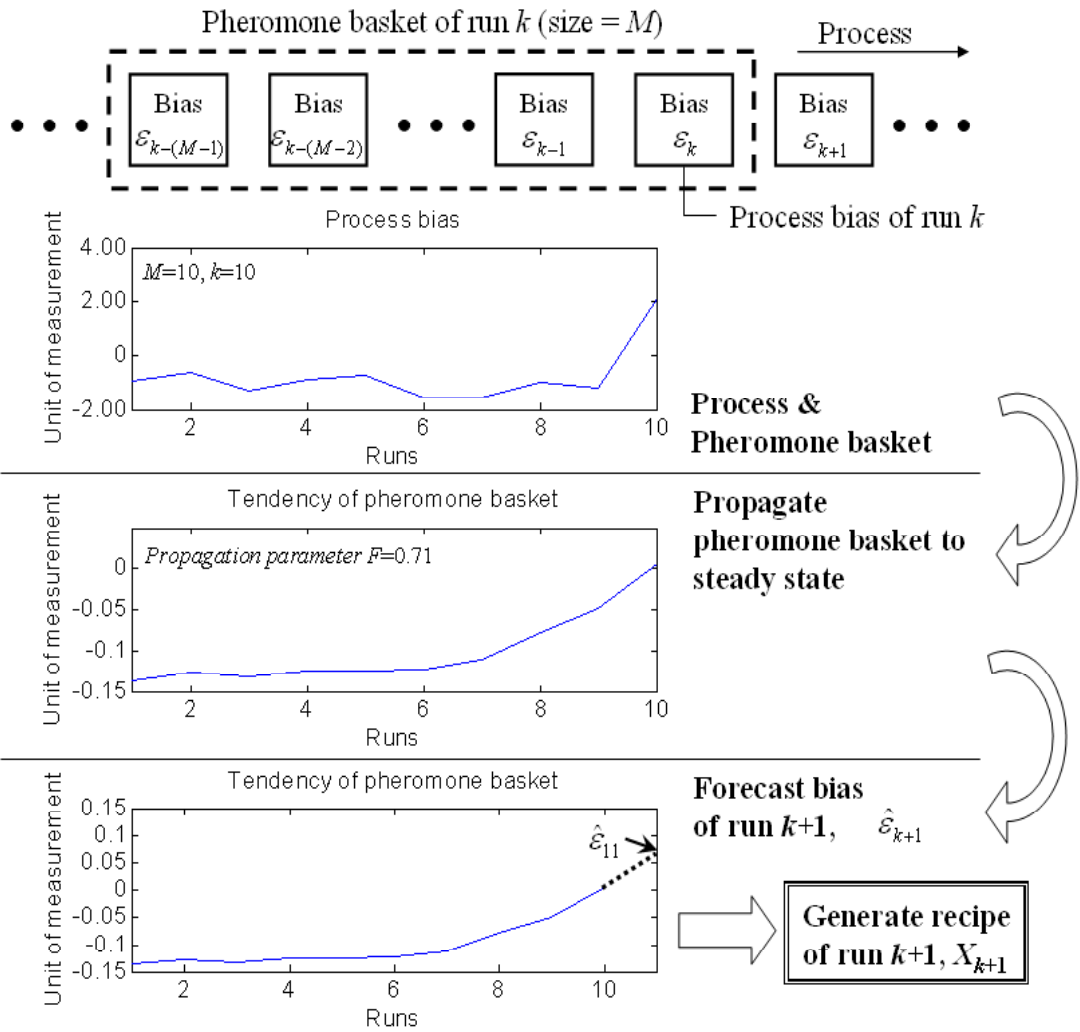 Pheromone basket of run k (size = M)
Process
Bias
ε_{k-(M-1)}
Bias
ε_{k-(M-2)}
Bias
ε_{k-1}
Bias
ε_k
Bias
ε_{k+1}
Process bias of run k
Process bias
Unit of measurement
4.00
2.00
0
-2.00
M=10, k=10
2 4 6 8 10
Runs
Process &
Pheromone basket
Tendency of pheromone basket
Unit of measurement
0
-0.05
-0.1
-0.15
Propagation parameter F=0.71
2 4 6 8 10
Runs
Propagate
pheromone basket to
steady state
Tendency of pheromone basket
Unit of measurement
0.15
0.1
0.05
0
-0.05
-0.1
-0.15
ε̂_{11}
2 4 6 8 10
Runs
Forecast bias
of run k+1, ε̂_{k+1}
Generate recipe
of run k+1, X_{k+1}